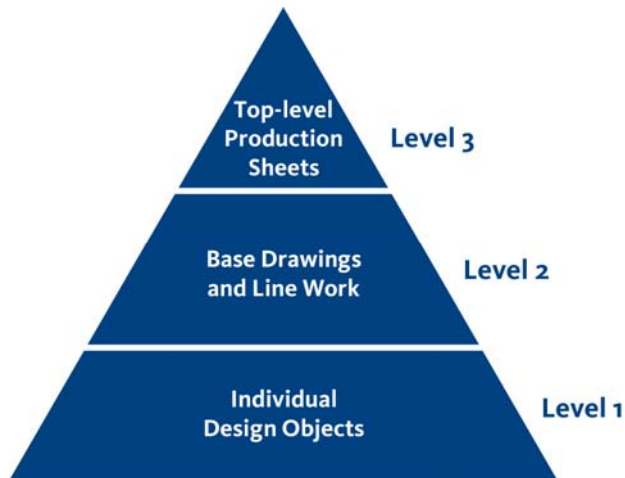 Top-level
Production
Sheets
Level 3
Base Drawings
and Line Work
Level 2
Individual
Design Objects
Level 1